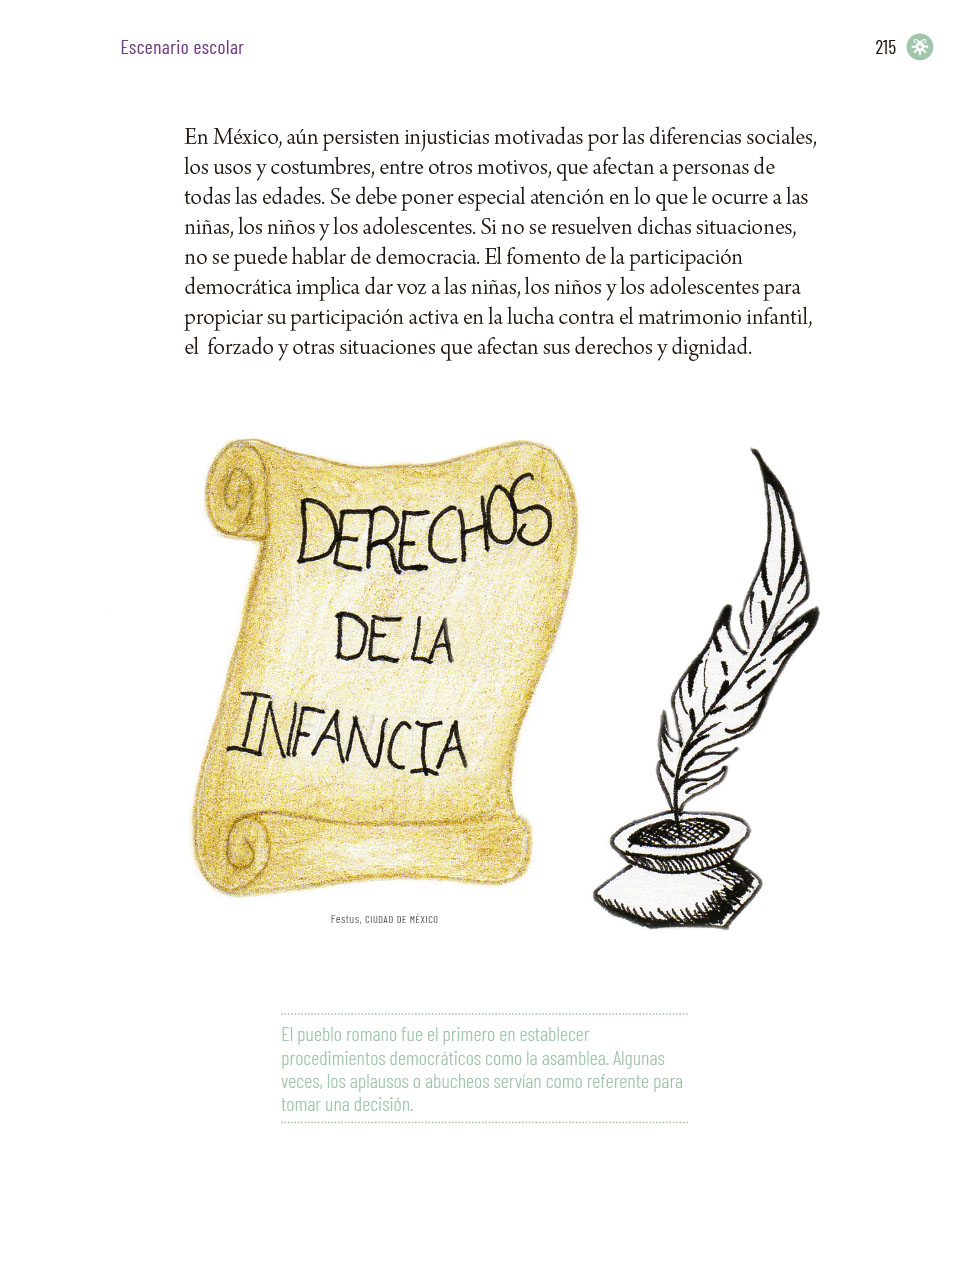 Escenario escolar
215
En México, aún persisten injusticias motivadas por las diferencias sociales,
los usos y costumbres, entre otros motivos, que afectan a personas de
todas las edades. Se debe poner especial atención en lo que le ocurre a las
niñas, los niños y los adolescentes. Si no se resuelven dichas situaciones,
no se puede hablar de democracia. El fomento de la participación
democrática implica dar voz a las niñas, los niños y los adolescentes para
propiciar su participación activa en la lucha contra el matrimonio infantil,
el forzado y otras situaciones que afectan sus derechos y dignidad.
DERECHOS
DE LA
INFANCIA
Festus, CIUDAD DE MÉXICO
El pueblo romano fue el primero en establecer
procedimientos democráticos como la asamblea. Algunas
veces, los aplausos o abucheos servían como referente para
tomar una decisión.